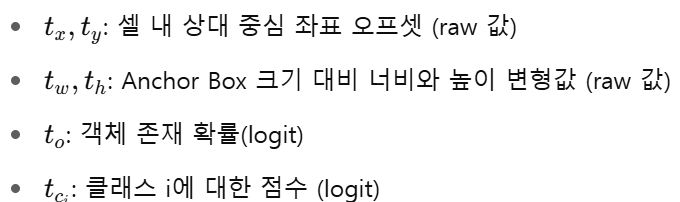 • t_x, t_y: 셀 내 상대 중심 좌표 오프셋 (raw 값)
• t_w, t_h: Anchor Box 크기 대비 너비와 높이 변형값 (raw 값)
• t_o: 객체 존재 확률(logit)
• t_{c_i}: 클래스 i에 대한 점수 (logit)